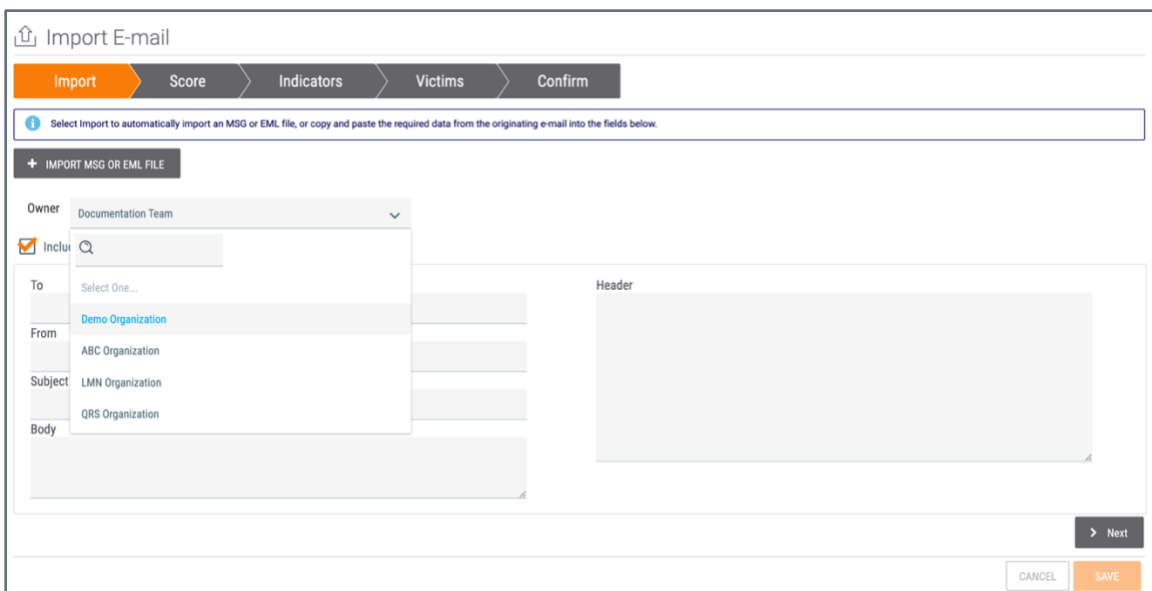 Import E-mail
Import
Score
Indicators
Victims
Confirm
Select Import to automatically import an MSG or EML file, or copy and paste the required data from the originating e-mail into the fields below.
+ IMPORT MSG OR EML FILE
Owner
Documentation Team
Select One...
Demo Organization
ABC Organization
LMN Organization
QRS Organization
To
From
Subject
Body
Header
Next
CANCEL
SAVE